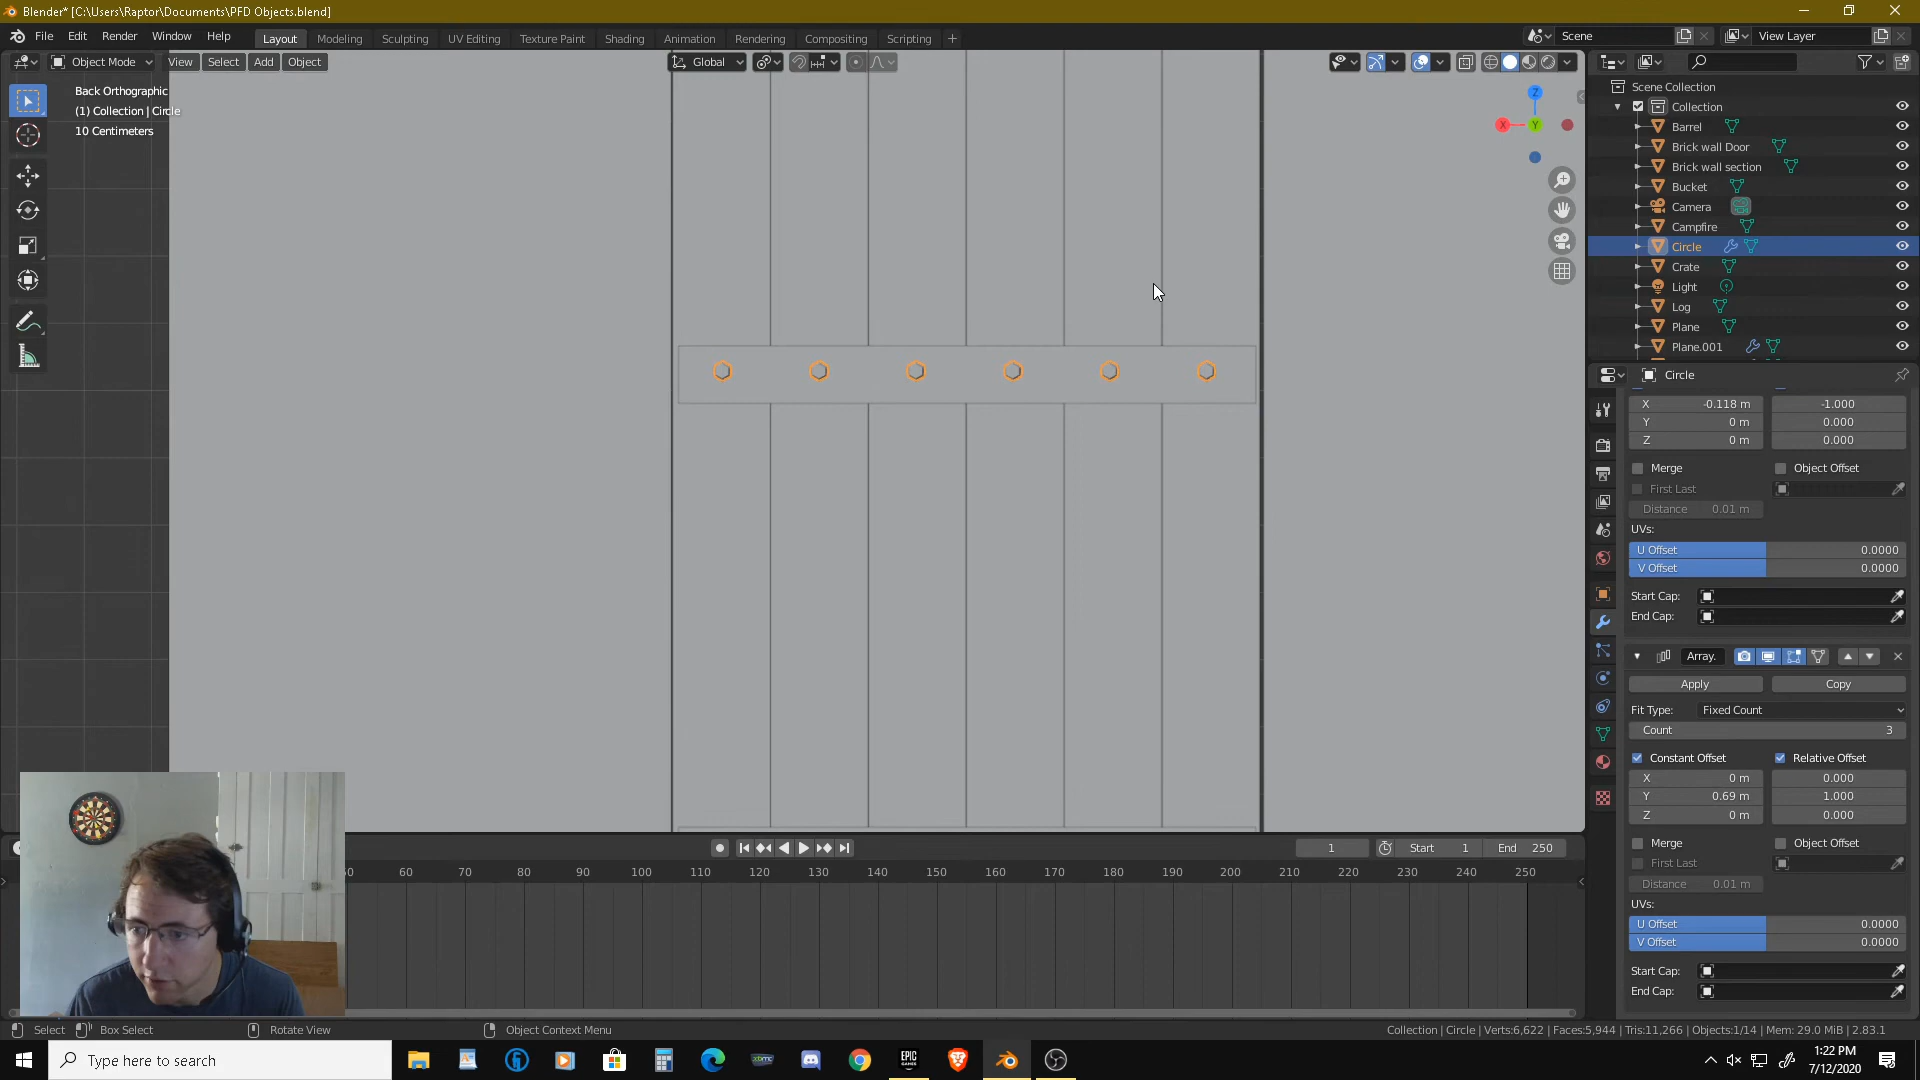 Blender* [C:\Users\Raptor\Documents\PFD Objects.blend]
File Edit Render Window Help Layout Modeling Sculpting UV Editing Texture Paint Shading Animation Rendering Compositing Scripting + Scene View Layer
Object Mode View Select Add Object Global
Back Orthographic
(1) Collection | Circle
10 Centimeters
Z
X
Y
Scene Collection
Collection
Barrel
Brick wall Door
Brick wall section
Bucket
Camera
Campfire
Circle
Crate
Light
Log
Plane
Plane.001
Circle
X -0.118 m -1.000
Y 0 m 0.000
Z 0 m 0.000
Merge Object Offset
First Last
Distance 0.01 m
UVs:
U Offset 0.0000
V Offset 0.0000
Start Cap:
End Cap:
Array.
Apply Copy
Fit Type: Fixed Count
Count 3
Constant Offset Relative Offset
X 0 m 0.000
Y 0.69 m 1.000
Z 0 m 0.000
Merge Object Offset
First Last
Distance 0.01 m
UVs:
U Offset 0.0000
V Offset 0.0000
Start Cap:
End Cap:
1 Start 1 End 250
60 70 80 90 100 110 120 130 140 150 160 170 180 190 200 210 220 230 240 250
Select Box Select Rotate View Object Context Menu
Collection | Circle | Verts:6,622 | Faces:5,944 | Tris:11,266 | Objects:1/14 | Mem: 29.0 MiB | 2.83.1
Type here to search
EPIC GAMES
1:22 PM
7/12/2020